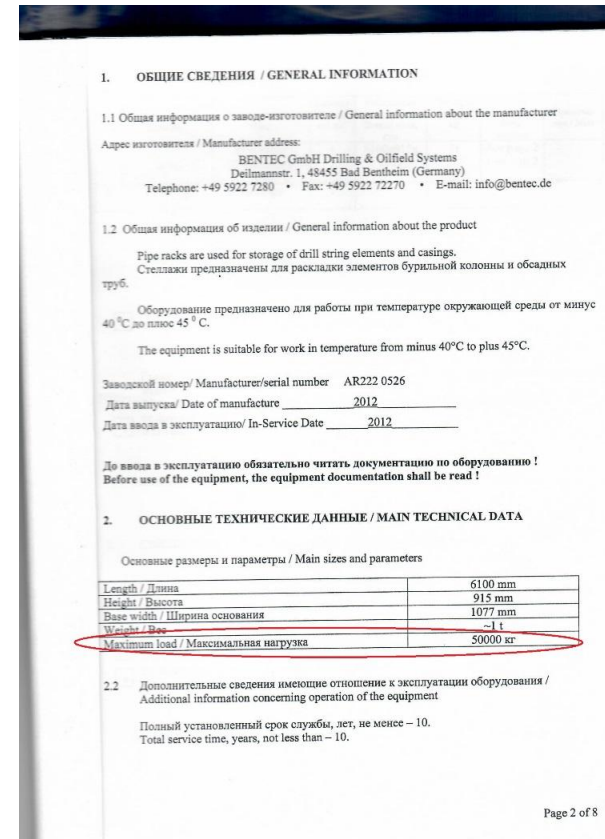 1. ОБЩИЕ СВЕДЕНИЯ / GENERAL INFORMATION
1.1 Общая информация о заводе-изготовителе / General information about the manufacturer
Адрес изготовителя / Manufacturer address:
BENTEC GmbH Drilling & Oilfield Systems
Deilmannstr. 1, 48455 Bad Bentheim (Germany)
Telephone: +49 5922 7280 • Fax: +49 5922 72270 • E-mail: info@bentec.de
1.2 Общая информация об изделии / General information about the product
Pipe racks are used for storage of drill string elements and casings.
Стеллажи предназначены для раскладки элементов бурильной колонны и обсадных
труб.
Оборудование предназначено для работы при температуре окружающей среды от минус
40 ⁰C до плюс 45 ⁰ C.
The equipment is suitable for work in temperature from minus 40°C to plus 45°C.
Заводской номер/ Manufacturer/serial number AR222 0526
Дата выпуска/ Date of manufacture 2012
Дата ввода в эксплуатацию/ In-Service Date 2012
До ввода в эксплуатацию обязательно читать документацию по оборудованию !
Before use of the equipment, the equipment documentation shall be read !
2. ОСНОВНЫЕ ТЕХНИЧЕСКИЕ ДАННЫЕ / MAIN TECHNICAL DATA
Основные размеры и параметры / Main sizes and parameters
Length / Длина 6100 mm
Height / Высота 915 mm
Base width / Ширина основания 1077 mm
Weight / Вес ~1 t
Maximum load / Максимальная нагрузка 50000 кг
2.2 Дополнительные сведения имеющие отношение к эксплуатации оборудования /
Additional information concerning operation of the equipment
Полный установленный срок службы, лет, не менее – 10.
Total service time, years, not less than – 10.
Page 2 of 8